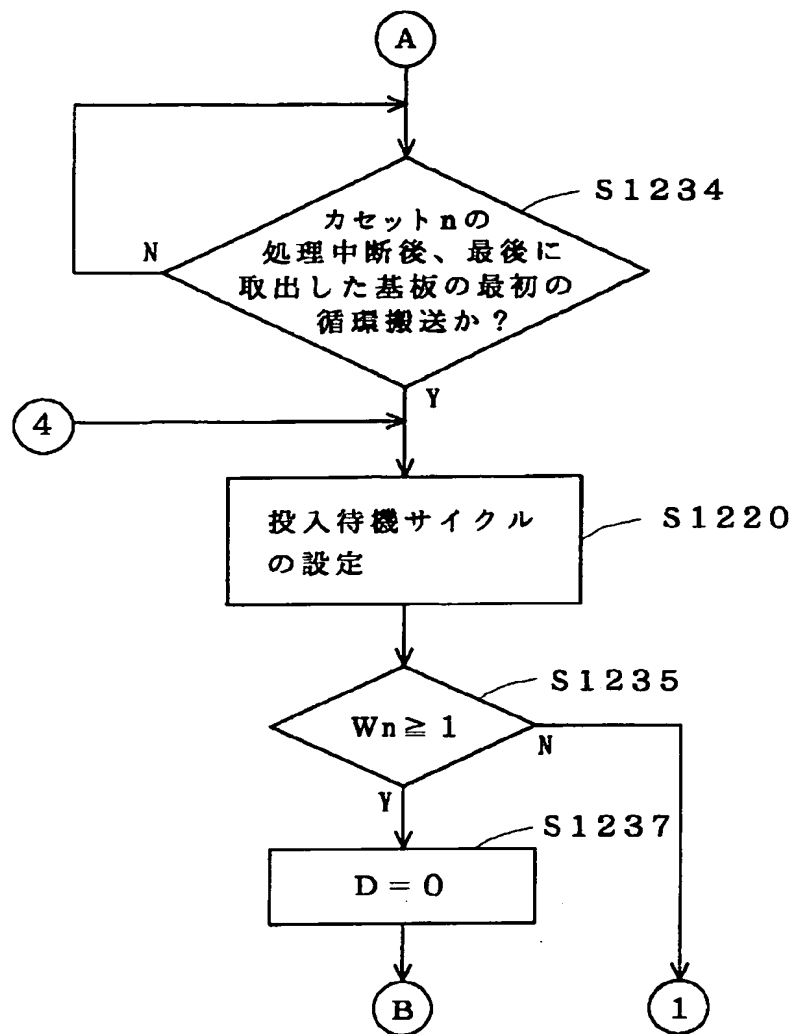 A
S1234
カセットnの
処理中断後、最後に
取出した基板の最初の
循環搬送か?
N
Y
4
投入待機サイクル
の設定
S1220
S1235
Wn≧1
N
Y
S1237
D=0
B
1